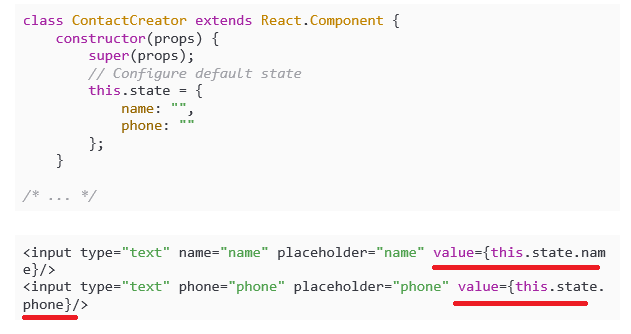 class ContactCreator extends React.Component {
    constructor(props) {
        super(props);
        // Configure default state
        this.state = {
            name: "",
            phone: ""
        };
    }
/* ... */
<input type="text" name="name" placeholder="name" value={this.state.nam
e}/>
<input type="text" phone="phone" placeholder="phone" value={this.state.
phone}/>